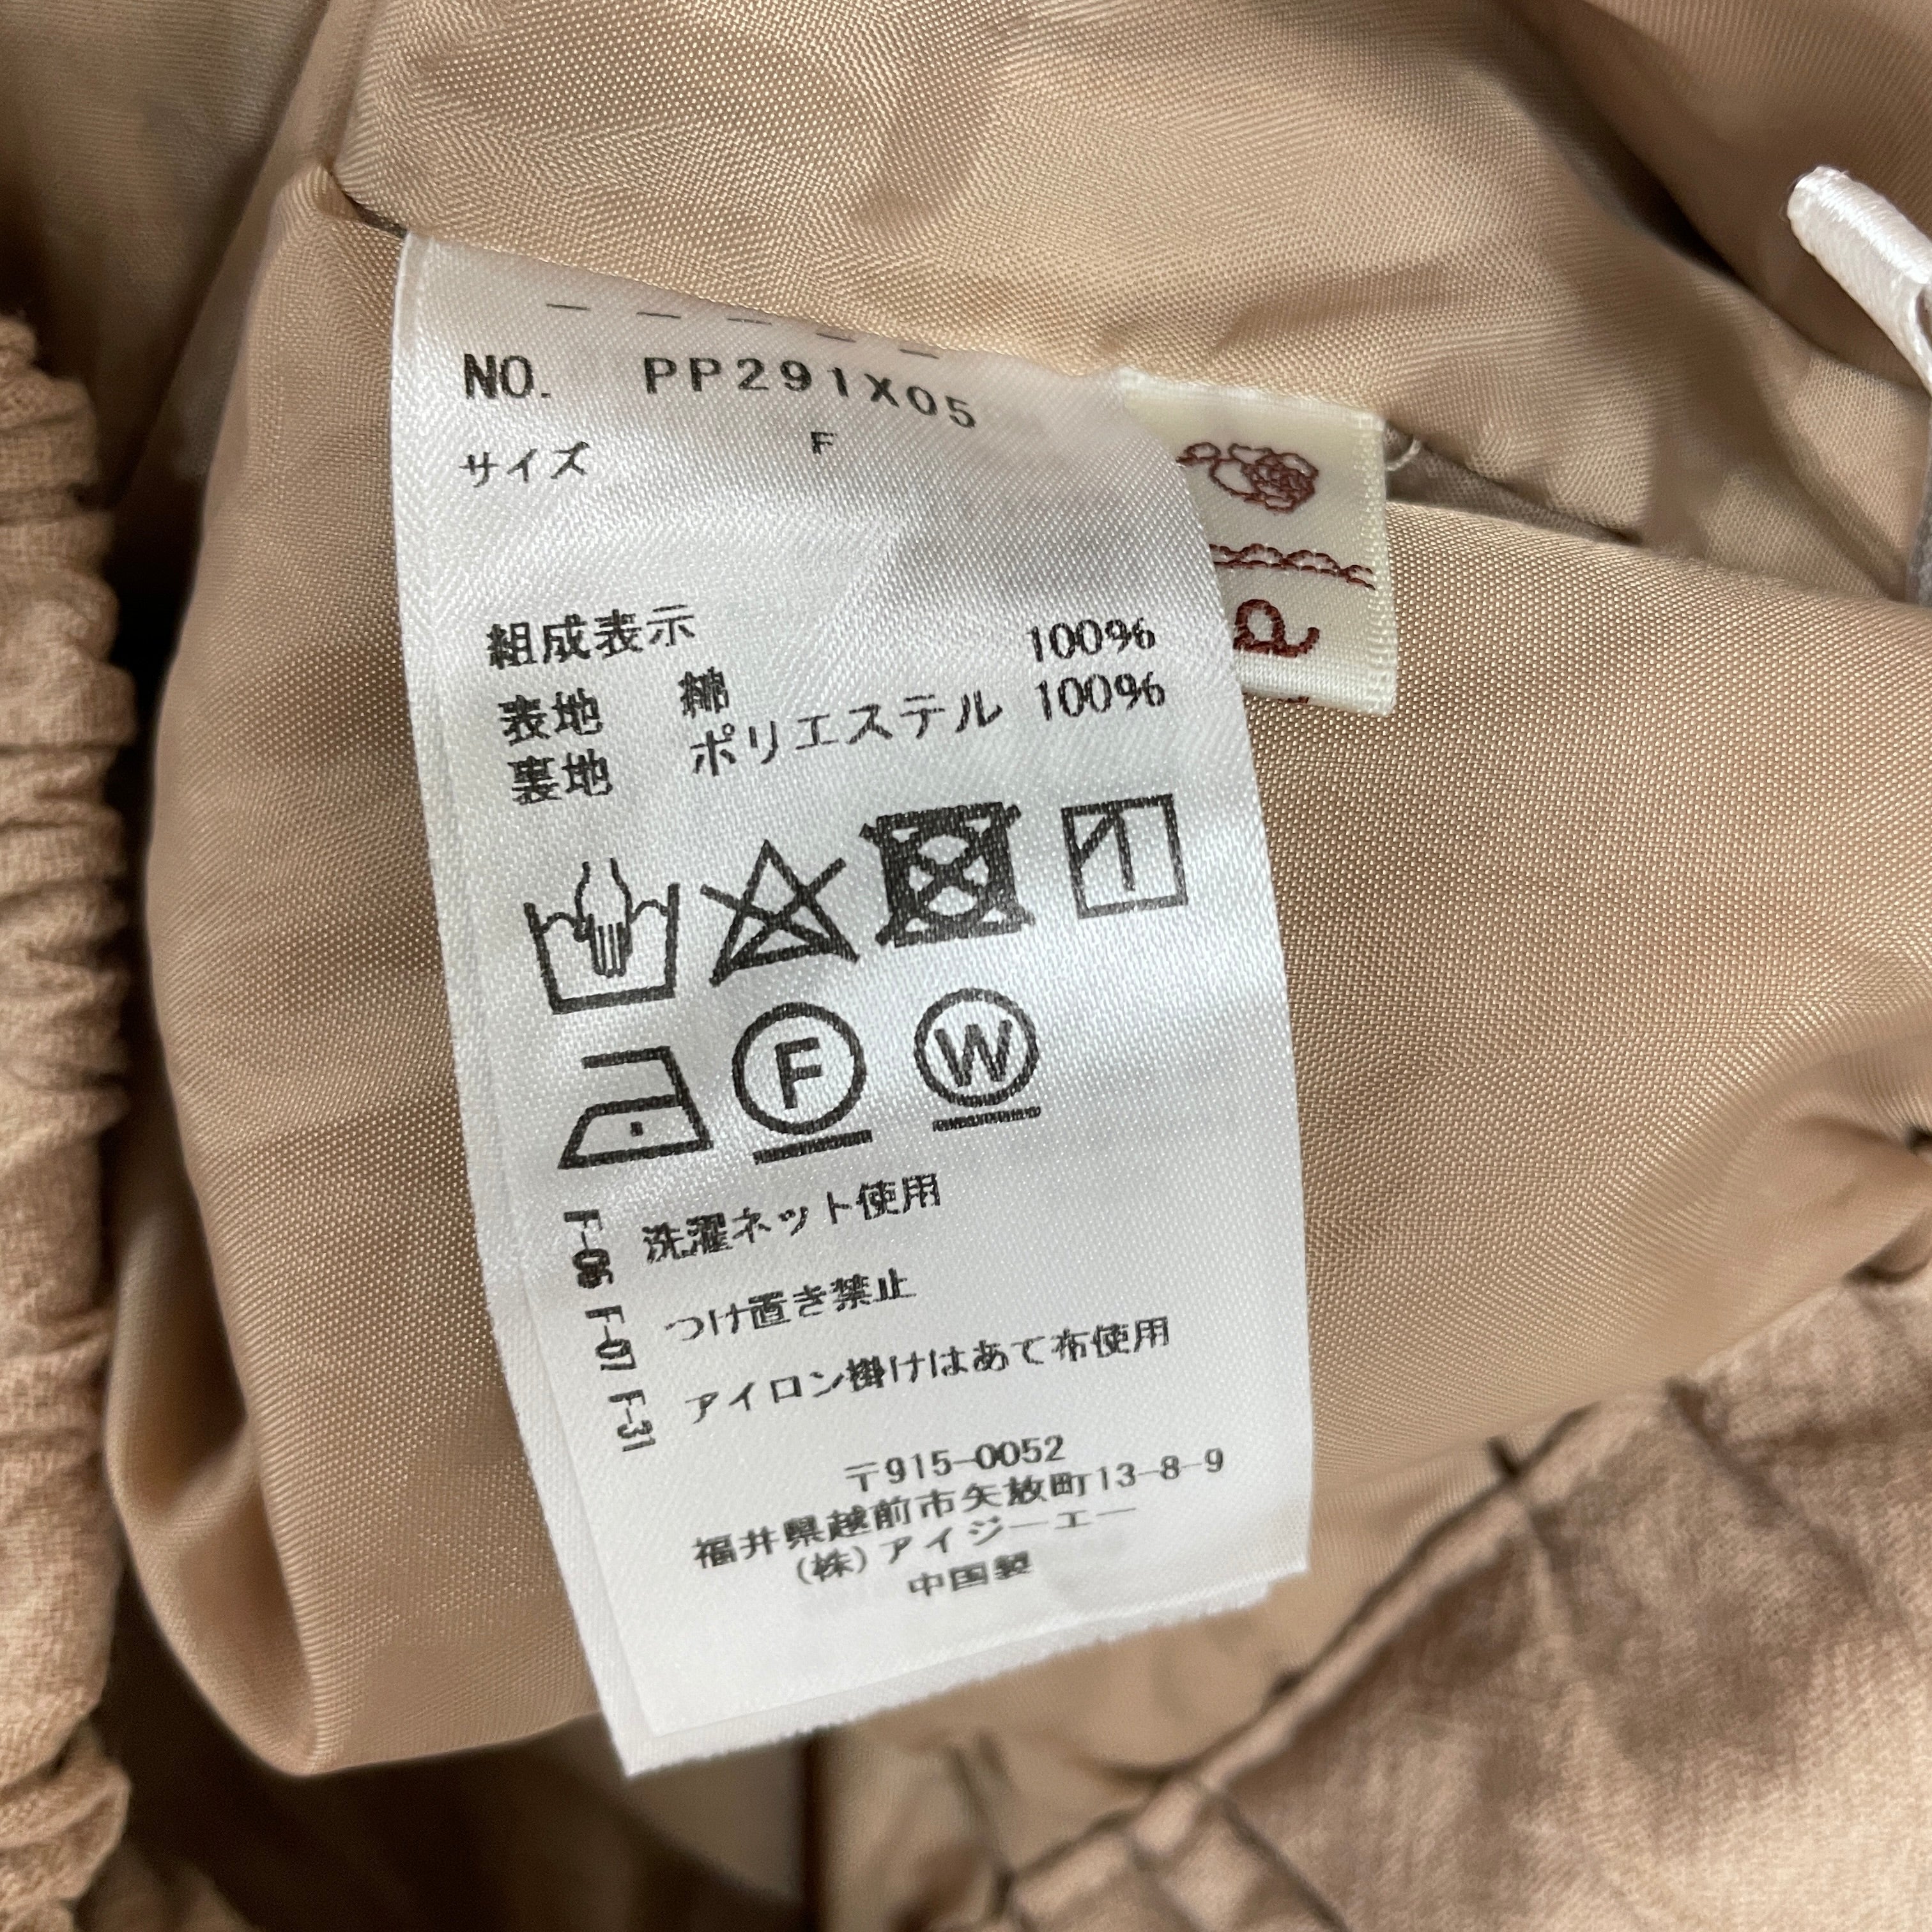 NO. PP291X05
サイズ F
組成表示
表地 綿 100%
裏地 ポリエステル 100%
F
W
F-06 洗濯ネット使用
F-07 つけ置き禁止
F-31 アイロン掛けはあて布使用
〒915-0052
福井県越前市矢放町13-8-9
(株)アイジーエー
中国製